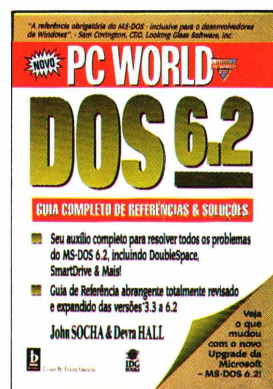 "A referência obrigatória do MS-DOS - inclusive para o desenvolvedores
de Windows". - Sam Covington, CEO, Looking Glass Software, Inc.
NOVO
PC WORLD
DOS 6.2
GUIA COMPLETO DE REFERÊNCIAS & SOLUÇÕES
Seu auxílio completo para resolver todos os problemas
do MS-DOS 6.2, incluindo DoubleSpace,
SmartDrive & Mais!
Guia de Referência abrangente totalmente revisado
e expandido das versões 3.3 a 6.2
John SOCHA & Devra HALL
Veja
o que
mudou
com o novo
Upgrade da
Microsoft
- MS-DOS 6.2!
b
IDG
BOOKS